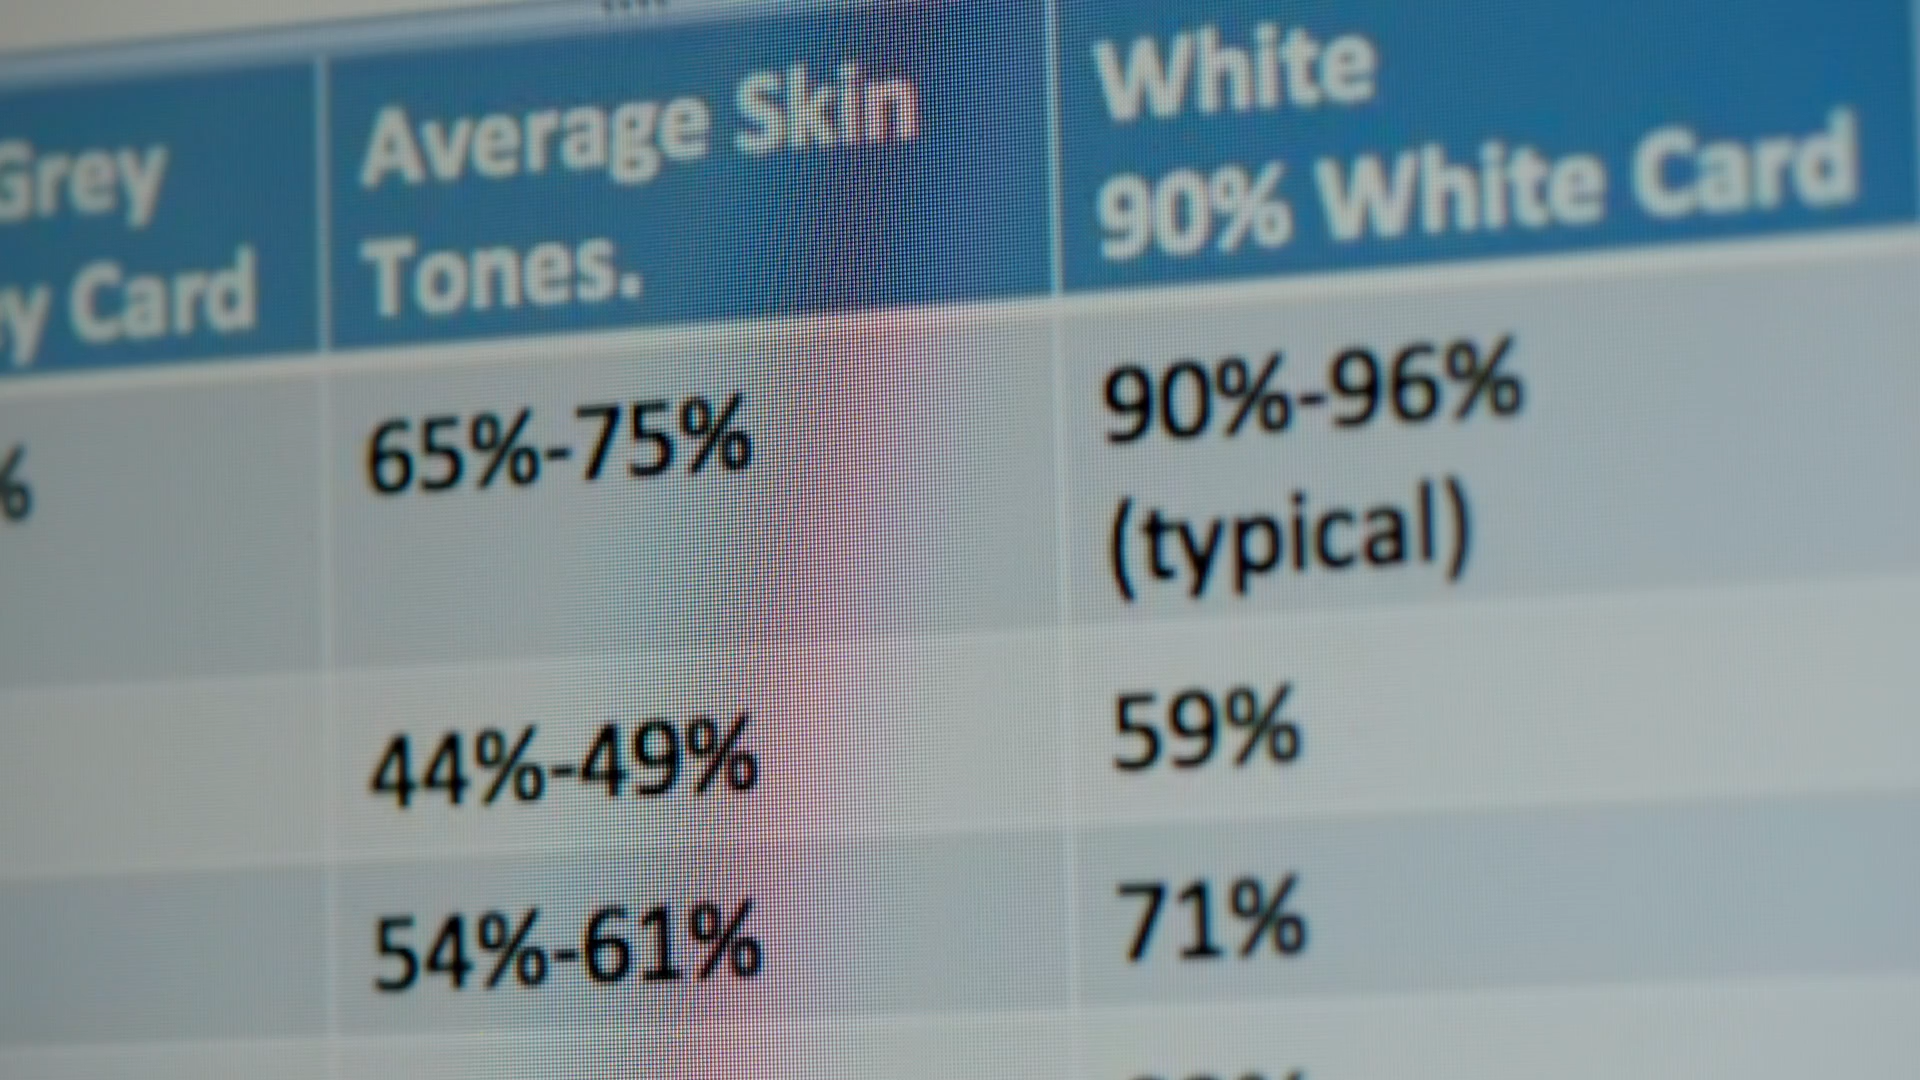 Grey
Card
Average Skin
Tones.
White
90% White Card
%
65%-75%
90%-96%
(typical)
44%-49%
59%
54%-61%
71%